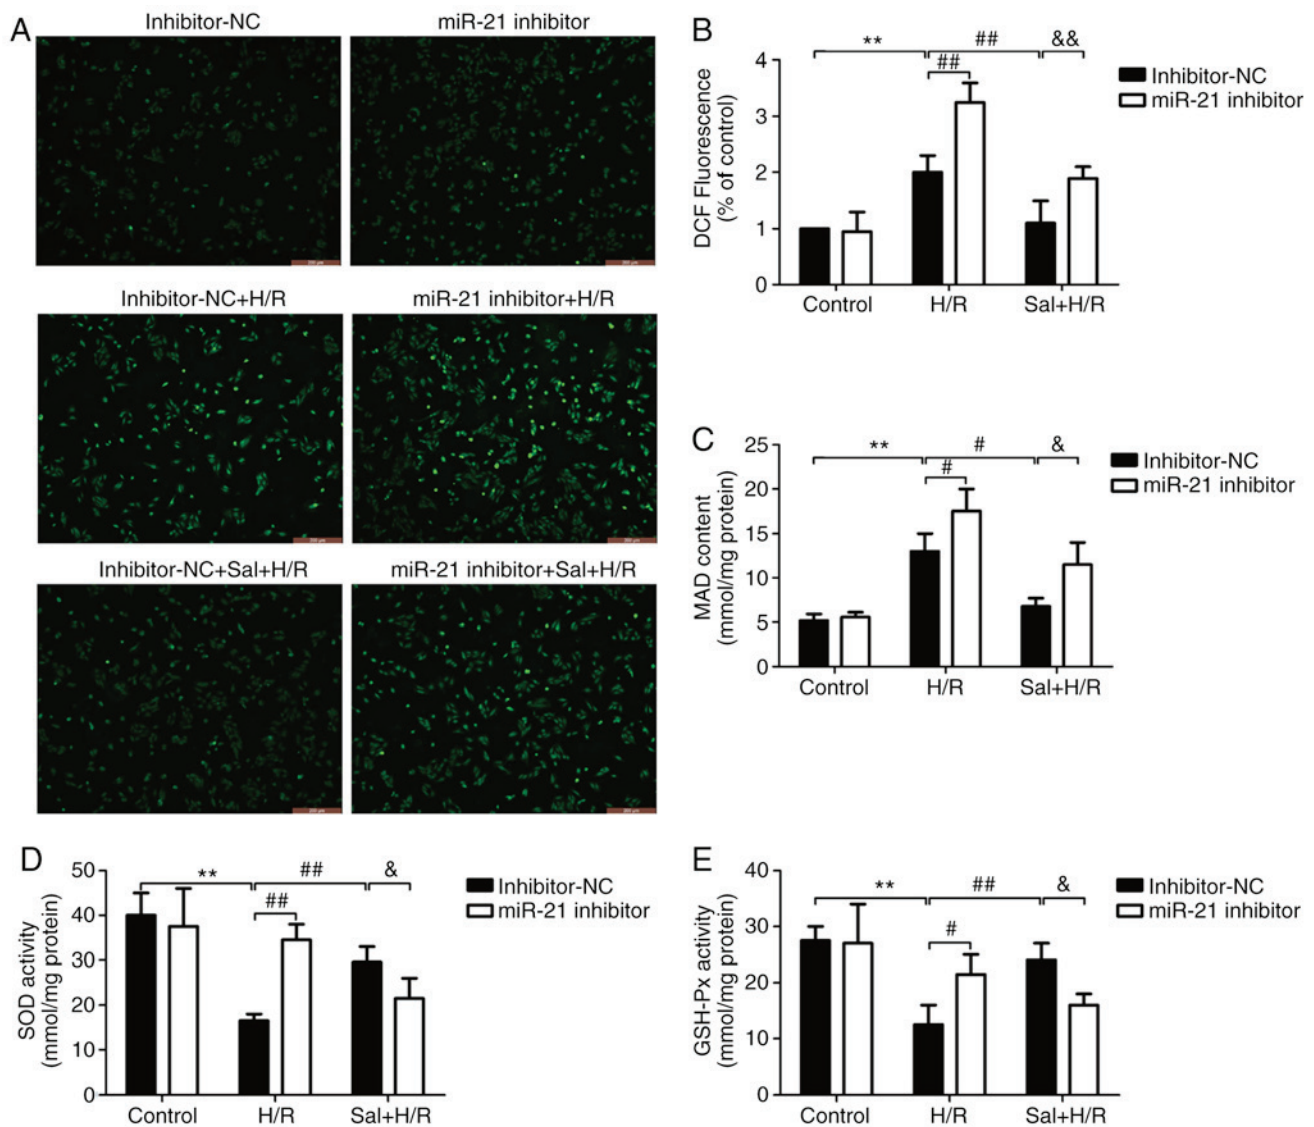 A
Inhibitor-NC
miR-21 inhibitor
Inhibitor-NC+H/R
miR-21 inhibitor+H/R
Inhibitor-NC+Sal+H/R
miR-21 inhibitor+Sal+H/R
B
** ## &&
##
DCF Fluorescence
(% of control)
4
3
2
1
0
Control H/R Sal+H/R
Inhibitor-NC
miR-21 inhibitor
C
** # &
#
MAD content
(mmol/mg protein)
25
20
15
10
5
0
Control H/R Sal+H/R
Inhibitor-NC
miR-21 inhibitor
D
** ## &
##
SOD activity
(mmol/mg protein)
50
40
30
20
10
0
Control H/R Sal+H/R
Inhibitor-NC
miR-21 inhibitor
E
** ## &
#
GSH-Px activity
(mmol/mg protein)
40
30
20
10
0
Control H/R Sal+H/R
Inhibitor-NC
miR-21 inhibitor